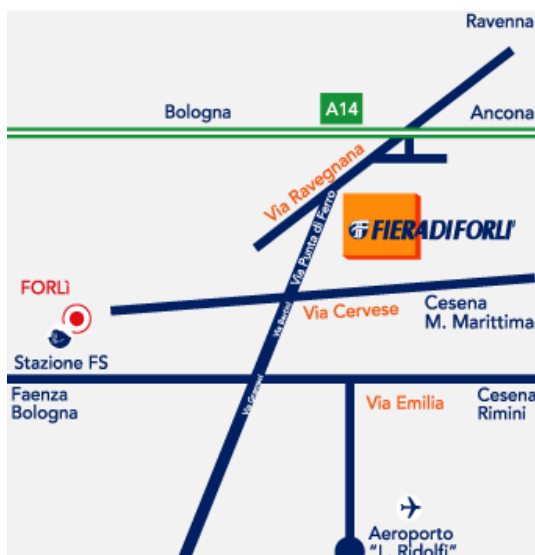 Ravenna
Bologna
A14
Ancona
Via Ravegnana
Via Punta di Ferro
FIERADIFORLI'
FORLÌ
Via Bertini
Via Cervese
Cesena
M. Marittima
Stazione FS
Faenza
Bologna
Via Emilia
Cesena
Rimini
Aeroporto
"L. Ridolfi"